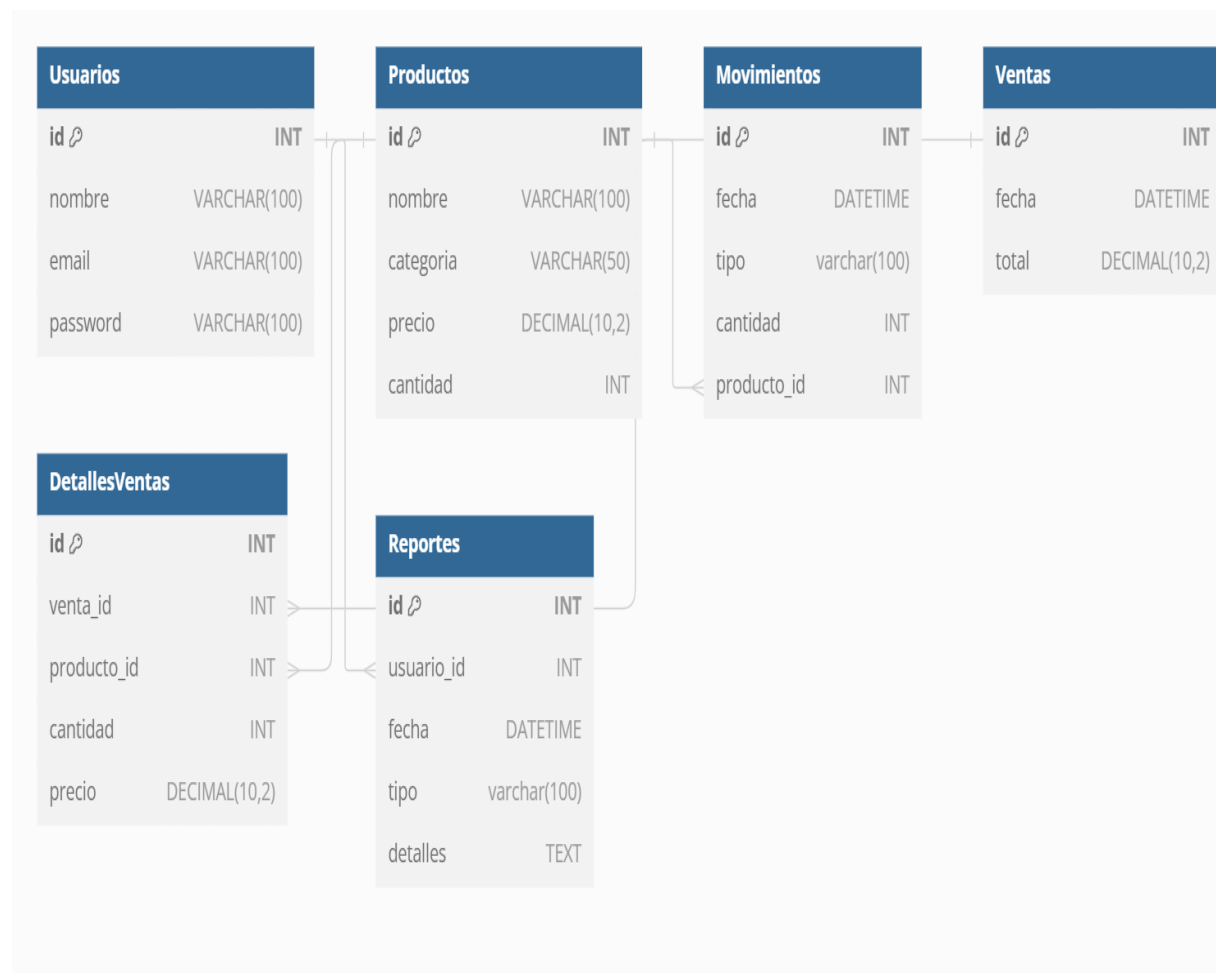 Usuarios
id INT
nombre VARCHAR(100)
email VARCHAR(100)
password VARCHAR(100)
Productos
id INT
nombre VARCHAR(100)
categoria VARCHAR(50)
precio DECIMAL(10,2)
cantidad INT
Movimientos
id INT
fecha DATETIME
tipo varchar(100)
cantidad INT
producto_id INT
Ventas
id INT
fecha DATETIME
total DECIMAL(10,2)
DetallesVentas
id INT
venta_id INT
producto_id INT
cantidad INT
precio DECIMAL(10,2)
Reportes
id INT
usuario_id INT
fecha DATETIME
tipo varchar(100)
detalles TEXT